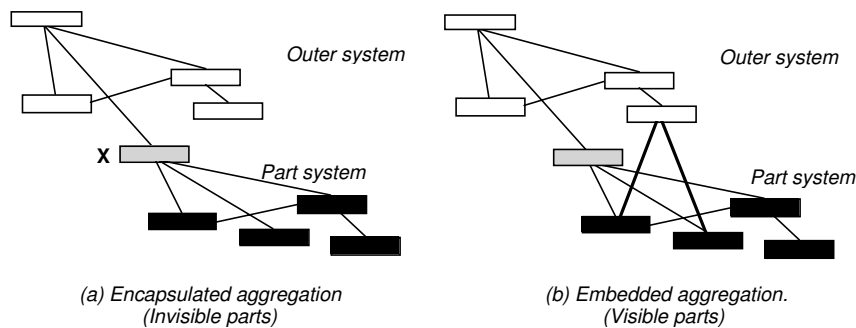 Outer system
X
Part system
(a) Encapsulated aggregation
(Invisible parts)
Outer system
Part system
(b) Embedded aggregation.
(Visible parts)